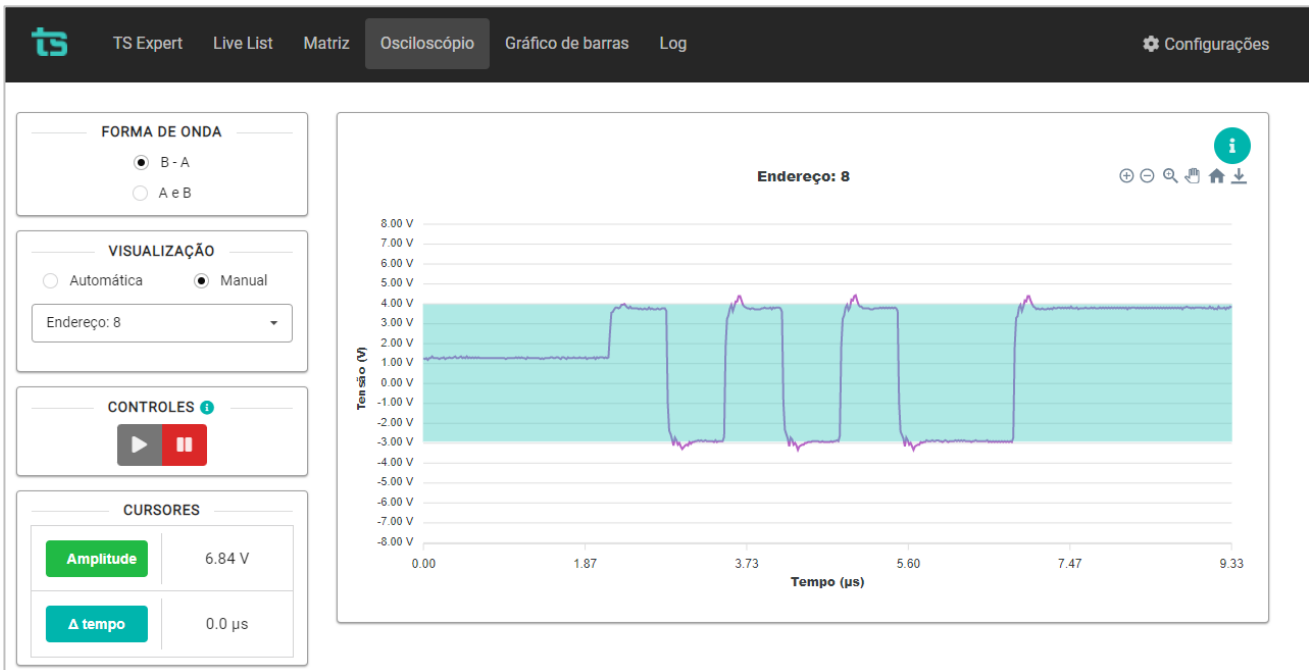 ts TS Expert Live List Matriz Osciloscópio Gráfico de barras Log Configurações
FORMA DE ONDA
B - A
A e B
VISUALIZAÇÃO
Automática Manual
Endereço: 8
CONTROLES i
CURSORES
Amplitude 6.84 V
Δ tempo 0.0 µs
i
Endereço: 8
8.00 V
7.00 V
6.00 V
5.00 V
4.00 V
3.00 V
2.00 V
1.00 V
0.00 V
-1.00 V
-2.00 V
-3.00 V
-4.00 V
-5.00 V
-6.00 V
-7.00 V
-8.00 V
Tensão (V)
0.00 1.87 3.73 5.60 7.47 9.33
Tempo (µs)